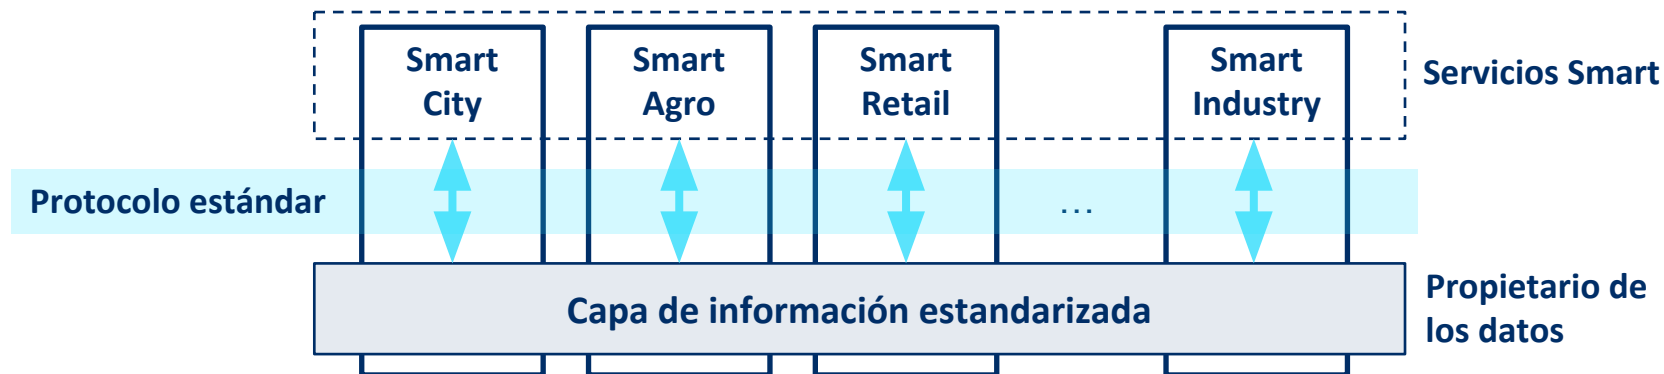 Smart
City
Smart
Agro
Smart
Retail
Smart
Industry
Servicios Smart
Protocolo estándar
...
Capa de información estandarizada
Propietario de
los datos